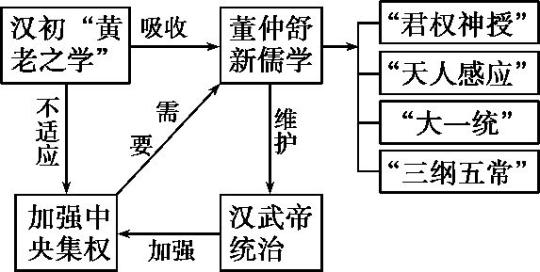 汉初“黄
老之学”
吸收
董仲舒
新儒学
“君权神授”
“天人感应”
“大一统”
“三纲五常”
不适应
需要
维护
加强中
央集权
加强
汉武帝
统治